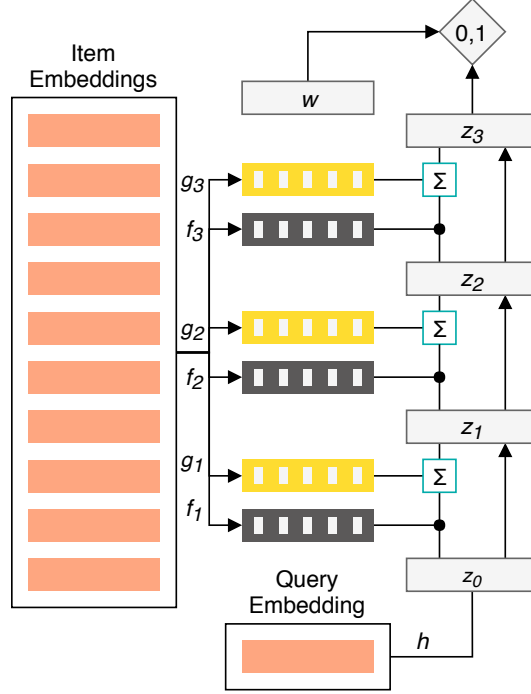 Item
Embeddings
0,1
w
z3
g3
Σ
f3
z2
g2
Σ
f2
z1
g1
Σ
f1
z0
Query
Embedding
h